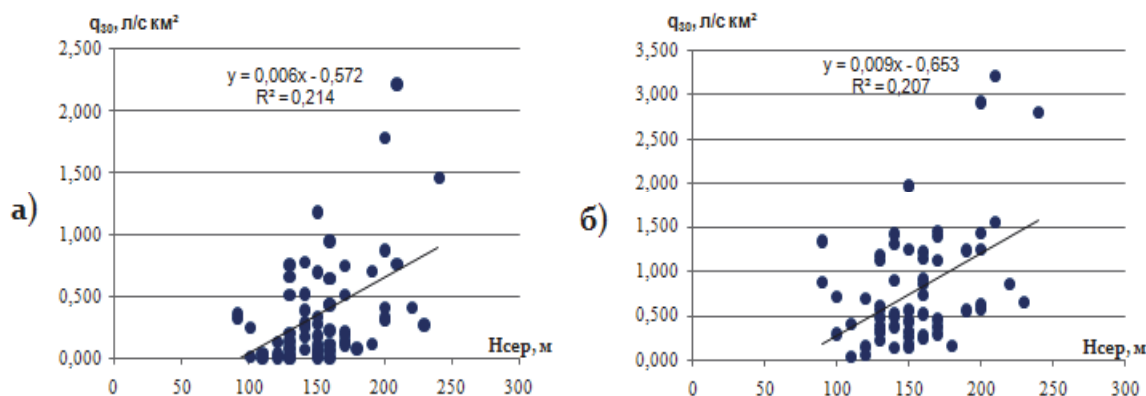 q₃₀, л/с км²
2,500
2,000
1,500
1,000
0,500
0,000
y = 0,006x - 0,572
R² = 0,214
а)
Нсер, м
0 50 100 150 200 250 300
q₃₀, л/с км²
3,500
3,000
2,500
2,000
1,500
1,000
0,500
0,000
y = 0,009x - 0,653
R² = 0,207
б)
Нсер, м
0 50 100 150 200 250 300